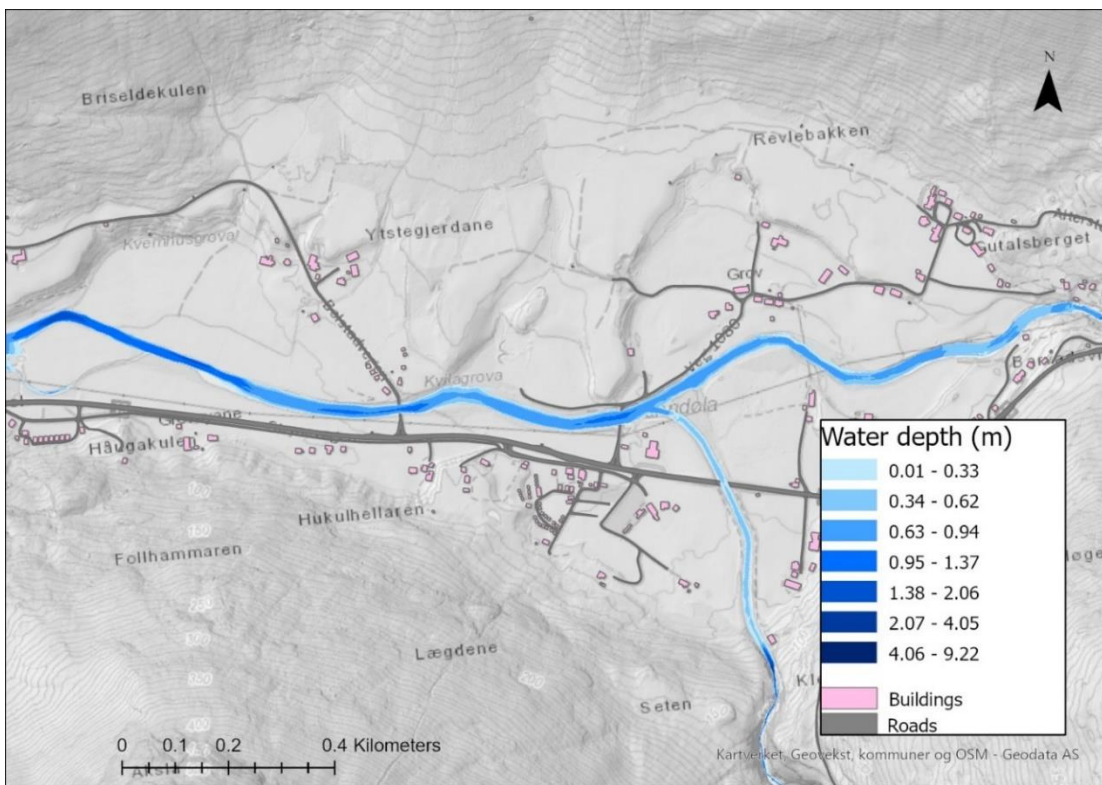 N
Briseldekulen
Revlebakken
Kvernhusgrova
Ytstegjerdane
Gutalsberget
Grov
Kvilagrova
Håugakulen
Hukulhellaren
Follhammaren
Lægdene
Seten
Water depth (m)
0.01 - 0.33
0.34 - 0.62
0.63 - 0.94
0.95 - 1.37
1.38 - 2.06
2.07 - 4.05
4.06 - 9.22
Buildings
Roads
0 0.1 0.2 0.4 Kilometers
Kartverket, Geovekst, kommuner og OSM - Geodata AS